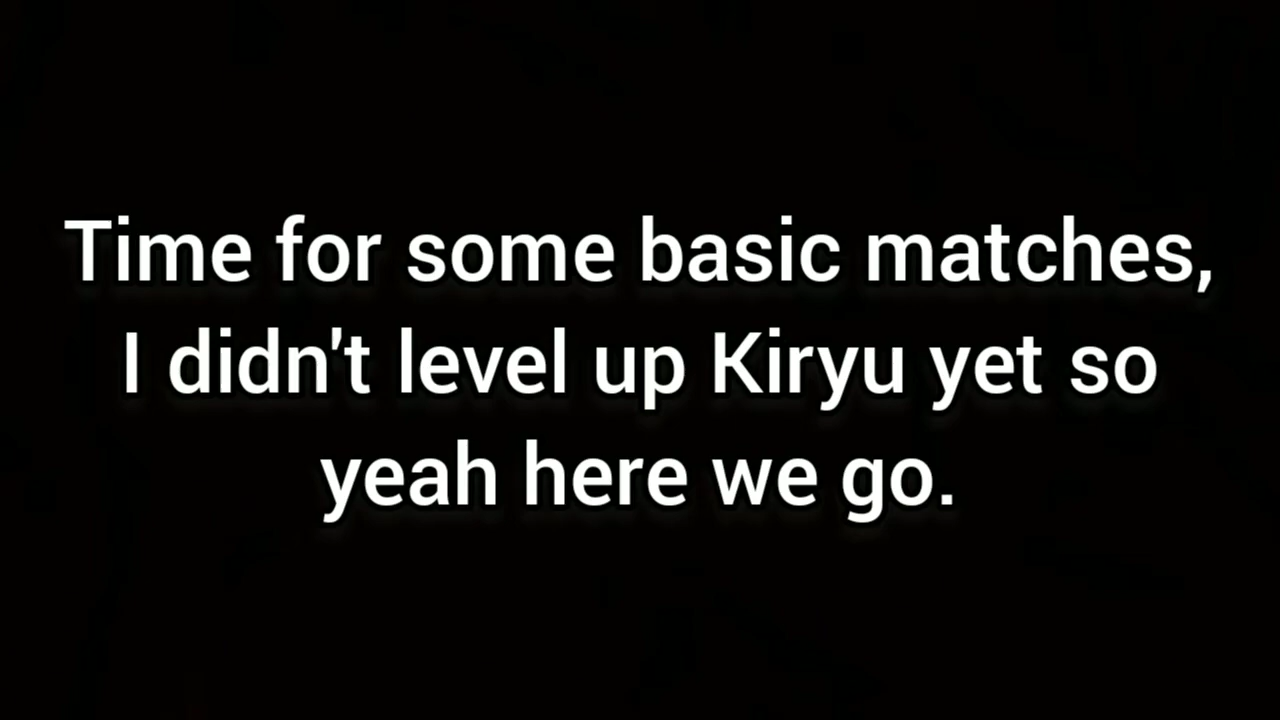 Time for some basic matches,
I didn't level up Kiryu yet so
yeah here we go.